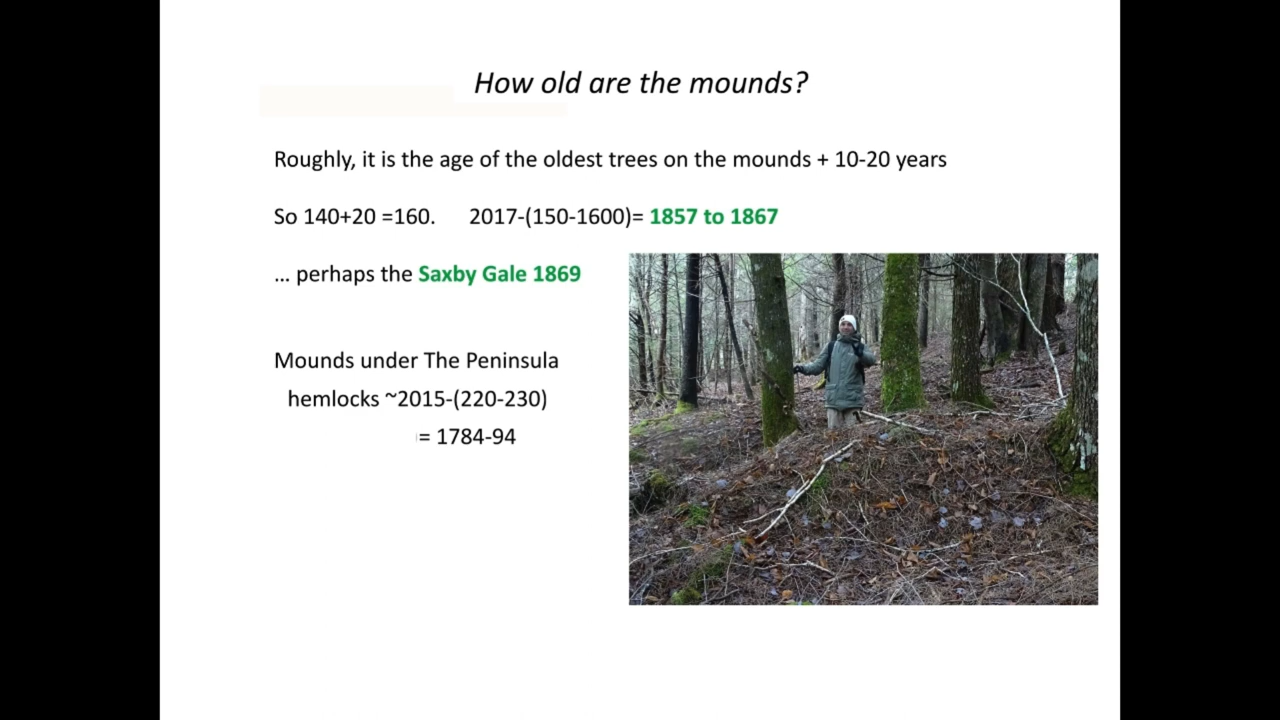 How old are the mounds?
Roughly, it is the age of the oldest trees on the mounds + 10-20 years
So 140+20 =160. 2017-(150-1600)= 1857 to 1867
... perhaps the Saxby Gale 1869
Mounds under The Peninsula
hemlocks ~2015-(220-230)
= 1784-94